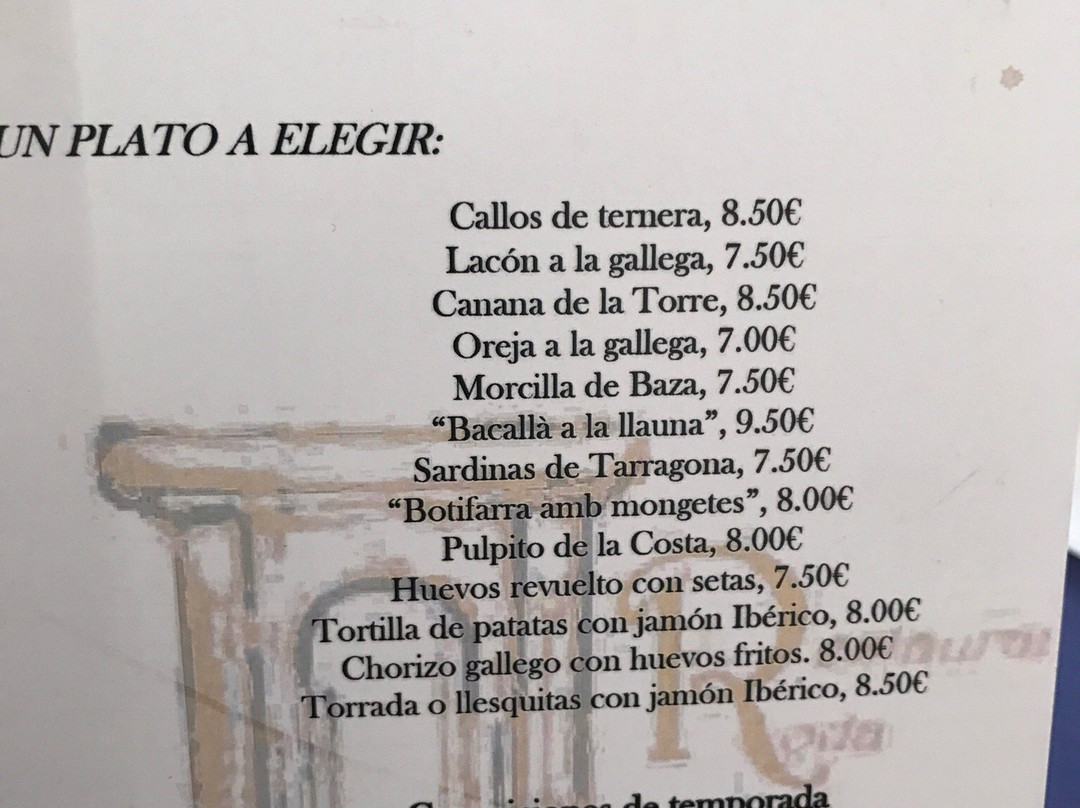 UN PLATO A ELEGIR:
Callos de ternera, 8.50€
Lacón a la gallega, 7.50€
Canana de la Torre, 8.50€
Oreja a la gallega, 7.00€
Morcilla de Baza, 7.50€
“Bacallà a la llauna”, 9.50€
Sardinas de Tarragona, 7.50€
“Botifarra amb mongetes”, 8.00€
Pulpito de la Costa, 8.00€
Huevos revuelto con setas, 7.50€
Tortilla de patatas con jamón Ibérico, 8.00€
Chorizo gallego con huevos fritos. 8.00€
Torrada o llesquitas con jamón Ibérico, 8.50€
de temporada
R